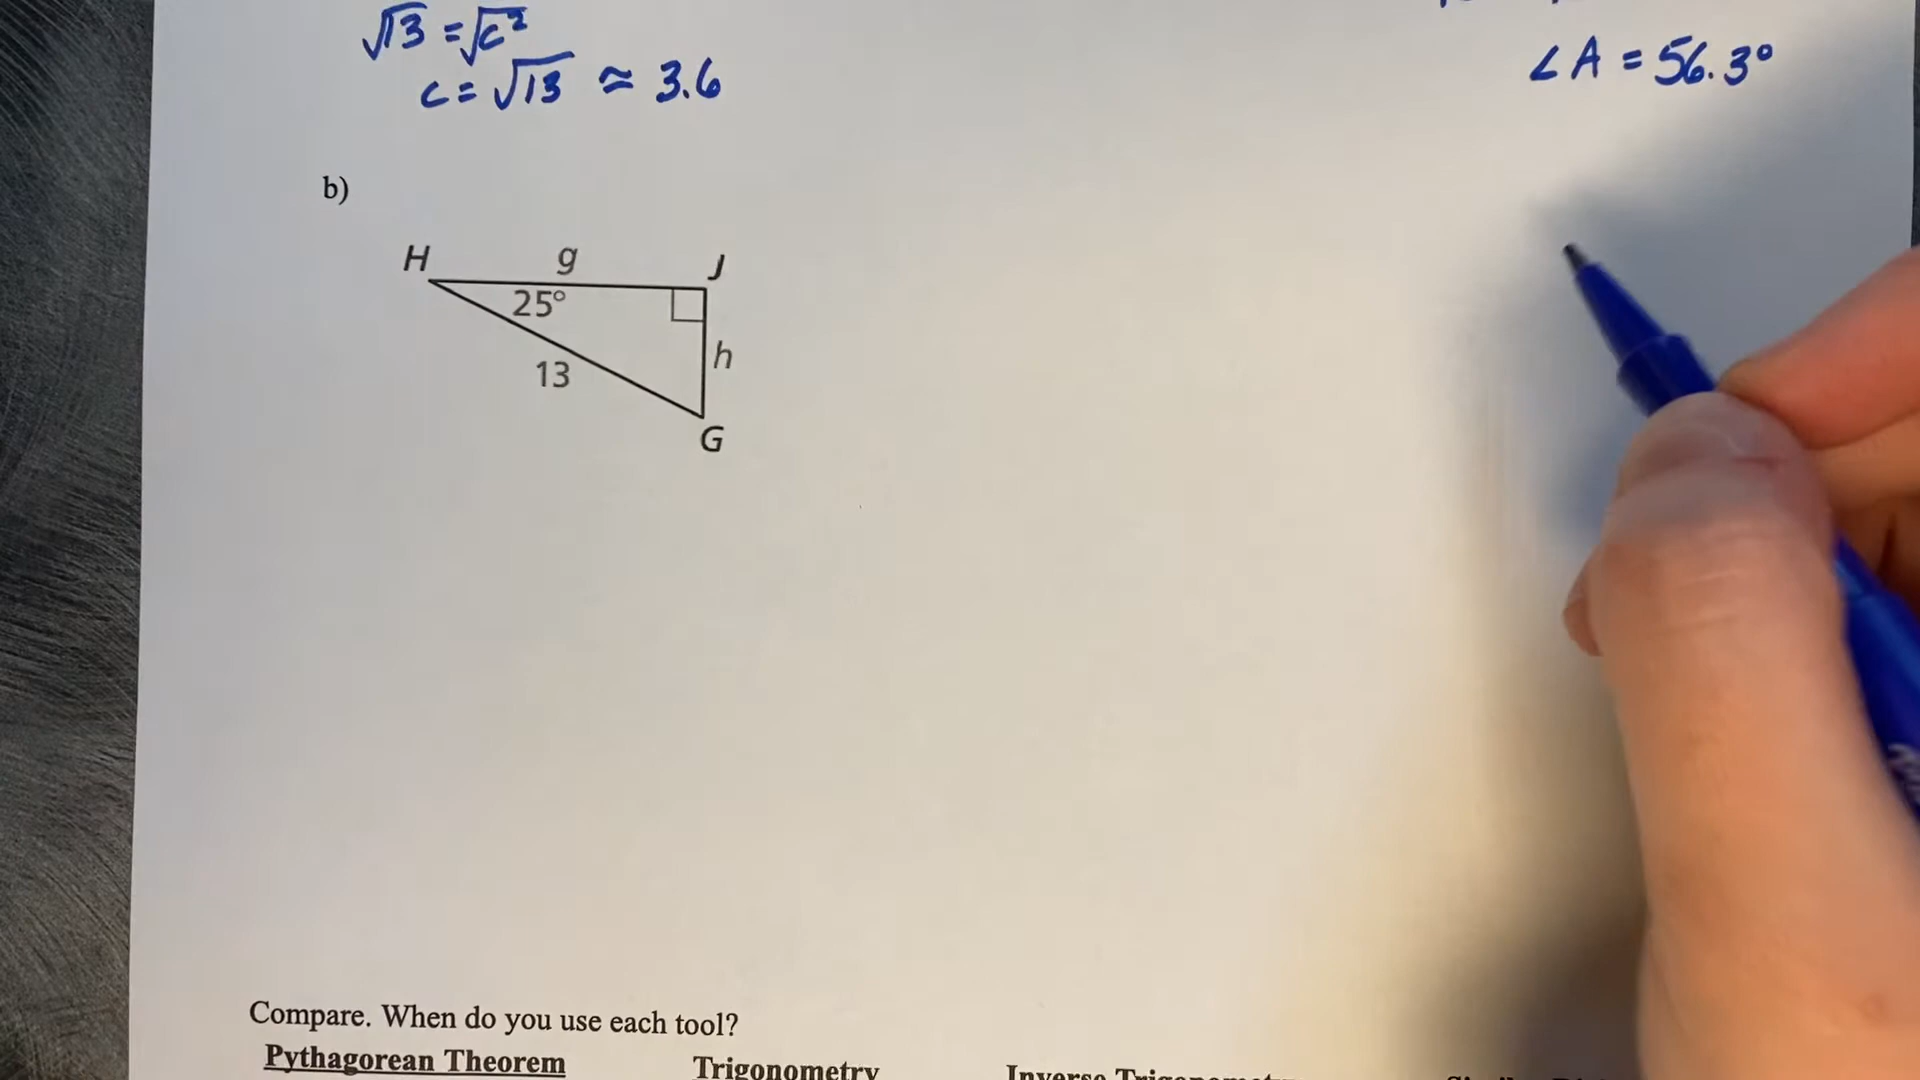 √13 = √c²
c = √13 ≈ 3.6
∠A = 56.3°
b)
H g J
25°
h
13
G
Compare. When do you use each tool?
Pythagorean Theorem Trigonometry Inverse